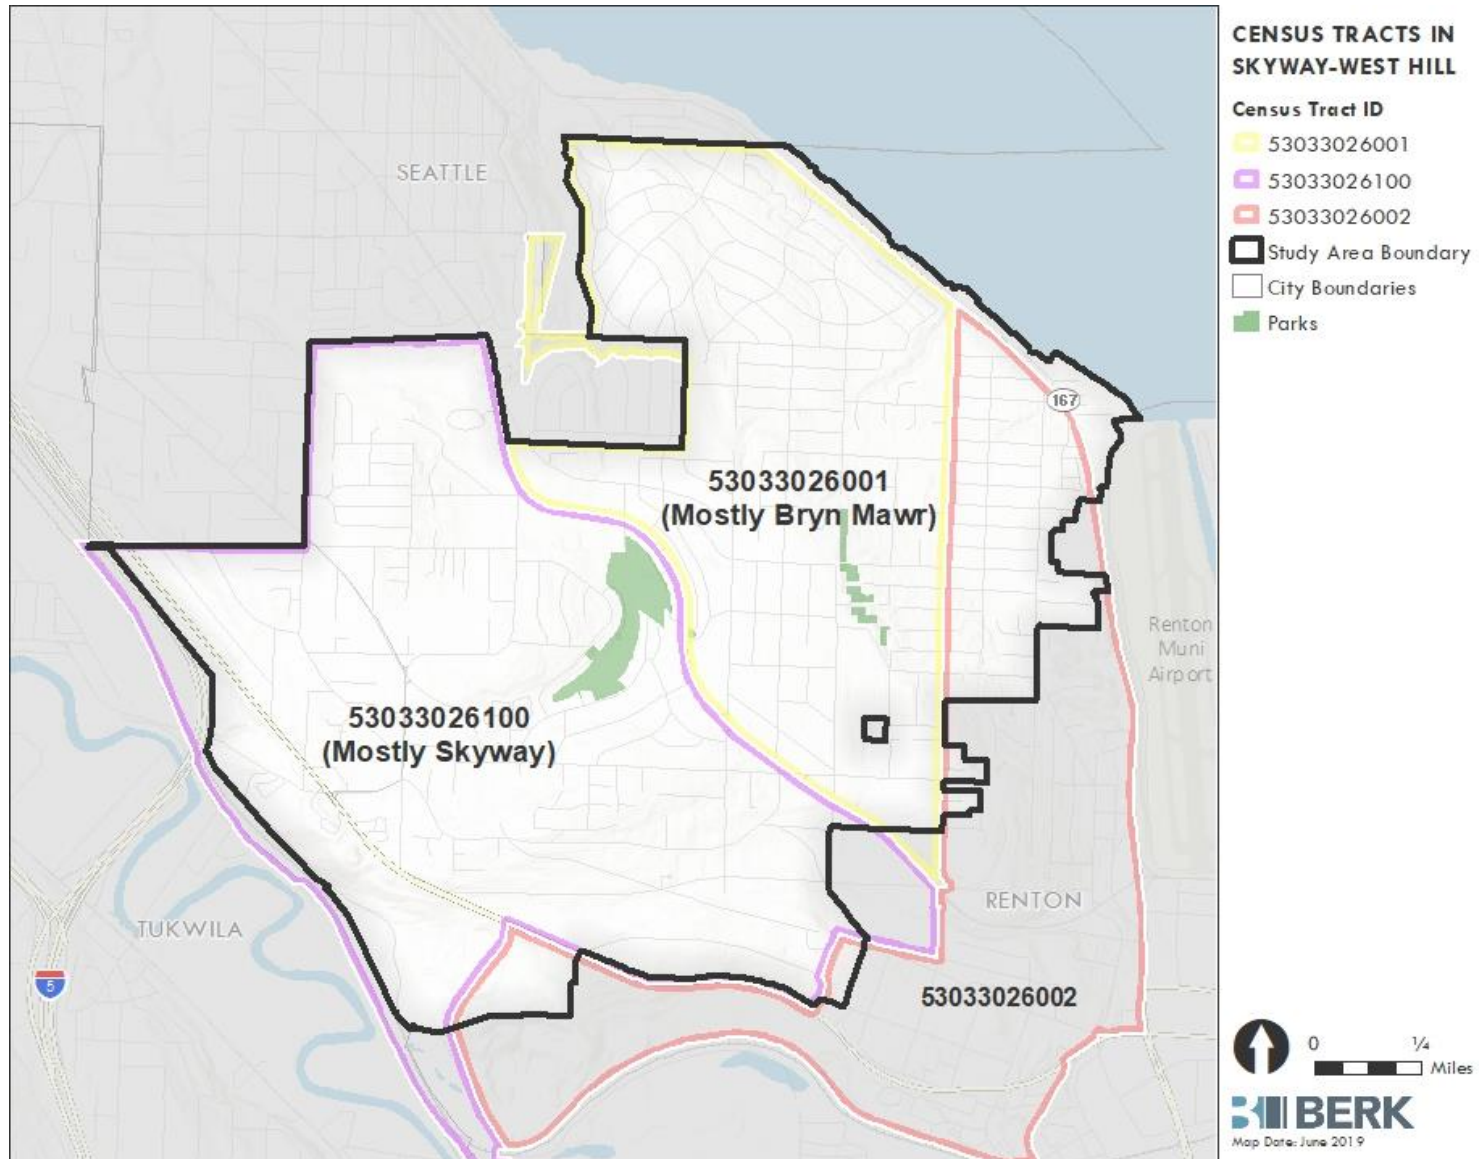 CENSUS TRACTS IN
SKYWAY-WEST HILL
Census Tract ID
53033026001
53033026100
53033026002
Study Area Boundary
City Boundaries
Parks
SEATTLE
167
53033026001
(Mostly Bryn Mawr)
Renton
Muni
Airport
53033026100
(Mostly Skyway)
RENTON
TUKWILA
5
53033026002
0 1/4
Miles
BERK
Map Date: June 2019